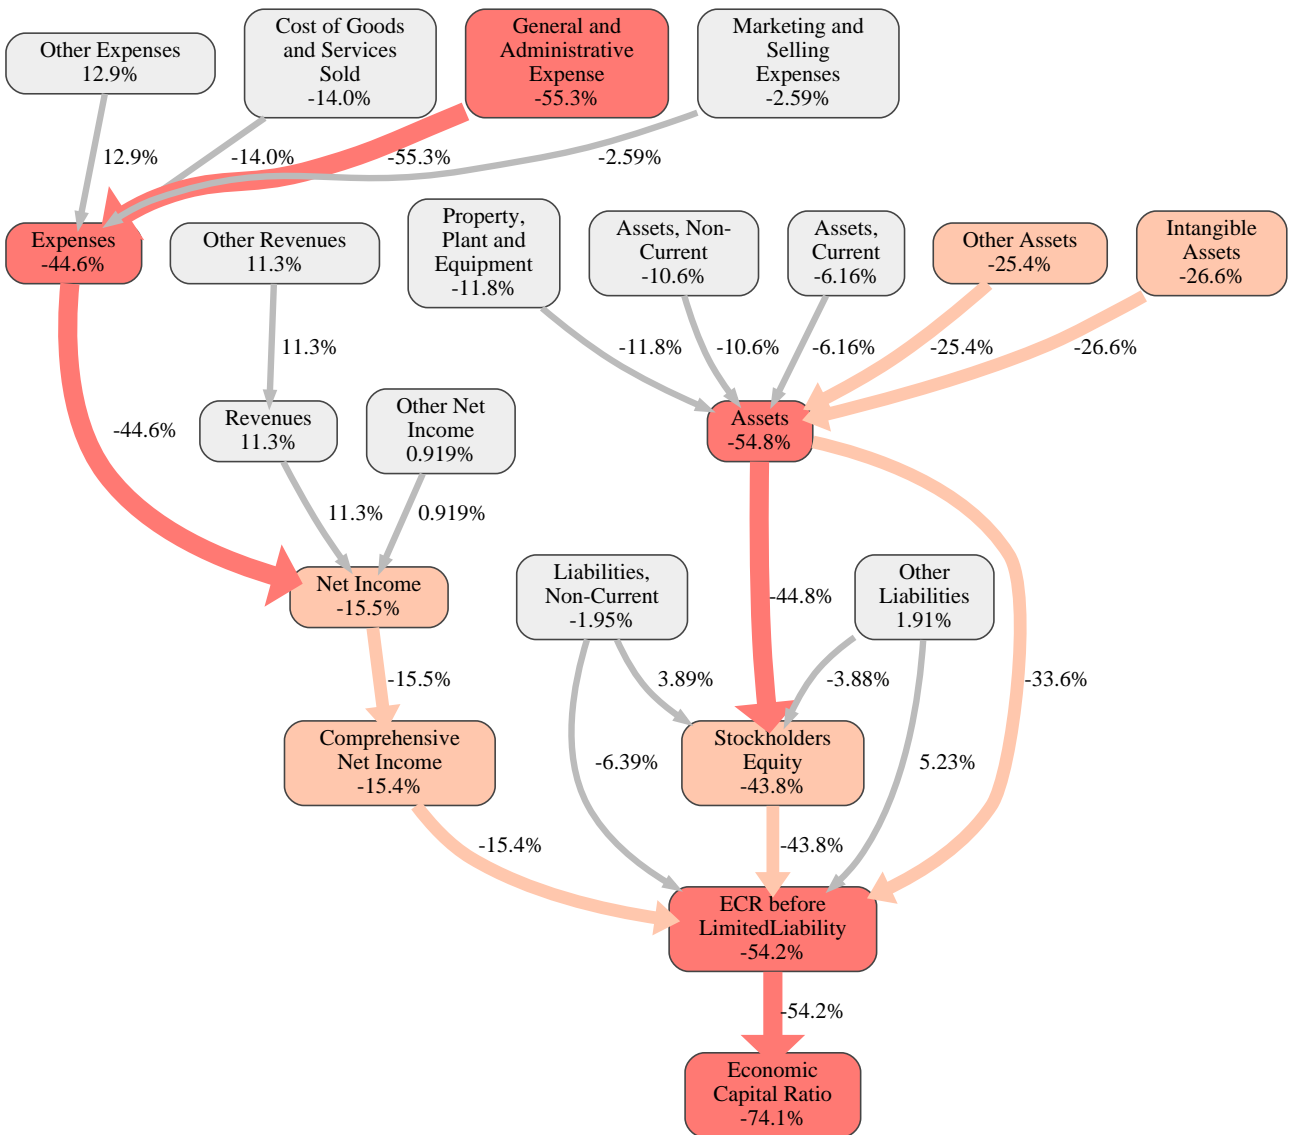 Other Expenses
12.9%
Cost of Goods
and Services
Sold
-14.0%
General and
Administrative
Expense
-55.3%
Marketing and
Selling
Expenses
-2.59%
12.9%
-14.0%
-55.3%
-2.59%
Expenses
-44.6%
Other Revenues
11.3%
Property,
Plant and
Equipment
-11.8%
Assets, Non-
Current
-10.6%
Assets,
Current
-6.16%
Other Assets
-25.4%
Intangible
Assets
-26.6%
11.3%
-11.8%
-10.6%
-6.16%
-25.4%
-26.6%
-44.6%
Revenues
11.3%
Other Net
Income
0.919%
Assets
-54.8%
11.3%
0.919%
Net Income
-15.5%
Liabilities,
Non-Current
-1.95%
-44.8%
Other
Liabilities
1.91%
-15.5%
3.89%
-3.88%
-33.6%
Comprehensive
Net Income
-15.4%
-6.39%
Stockholders
Equity
-43.8%
5.23%
-15.4%
-43.8%
ECR before
LimitedLiability
-54.2%
-54.2%
Economic
Capital Ratio
-74.1%